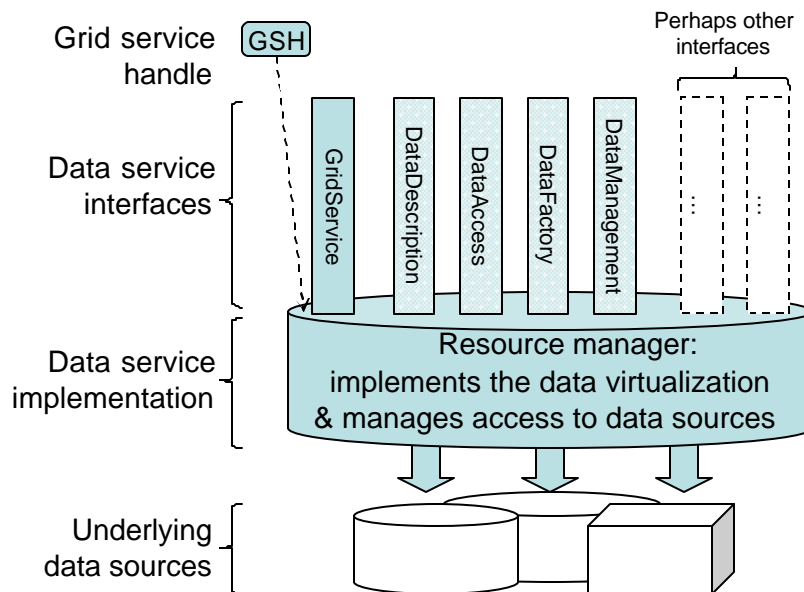 Grid service
handle
GSH
Perhaps other
interfaces
Data service
interfaces
GridService
DataDescription
DataAccess
DataFactory
DataManagement
...
...
Data service
implementation
Resource manager:
implements the data virtualization
& manages access to data sources
Underlying
data sources